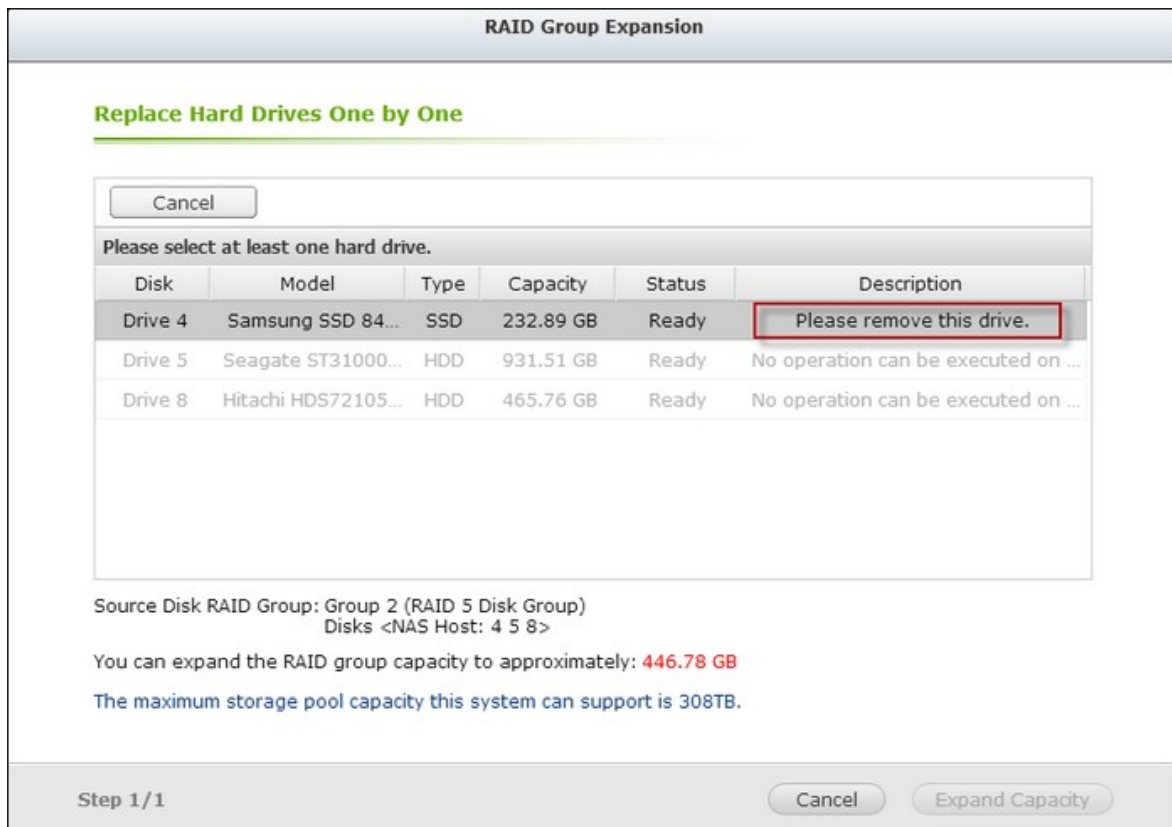 RAID Group Expansion
Replace Hard Drives One by One
Cancel
Please select at least one hard drive.
Disk Model Type Capacity Status Description
Drive 4 Samsung SSD 84... SSD 232.89 GB Ready Please remove this drive.
Drive 5 Seagate ST31000... HDD 931.51 GB Ready No operation can be executed on ...
Drive 8 Hitachi HDS72105... HDD 465.76 GB Ready No operation can be executed on ...
Source Disk RAID Group: Group 2 (RAID 5 Disk Group)
Disks <NAS Host: 4 5 8>
You can expand the RAID group capacity to approximately: 446.78 GB
The maximum storage pool capacity this system can support is 308TB.
Step 1/1 Cancel Expand Capacity